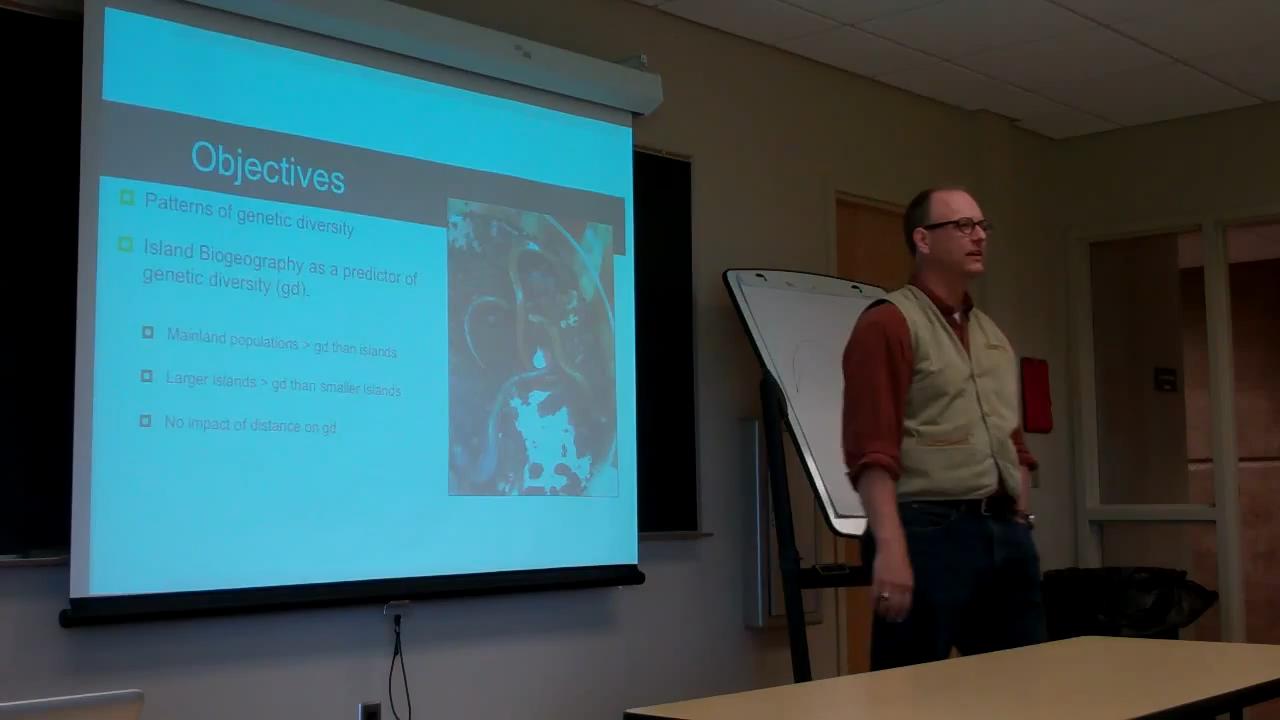 Objectives
Patterns of genetic diversity
Island Biogeography as a predictor of
genetic diversity (gd).
Mainland populations > gd than islands
Larger islands > gd than smaller islands
No impact of distance on gd